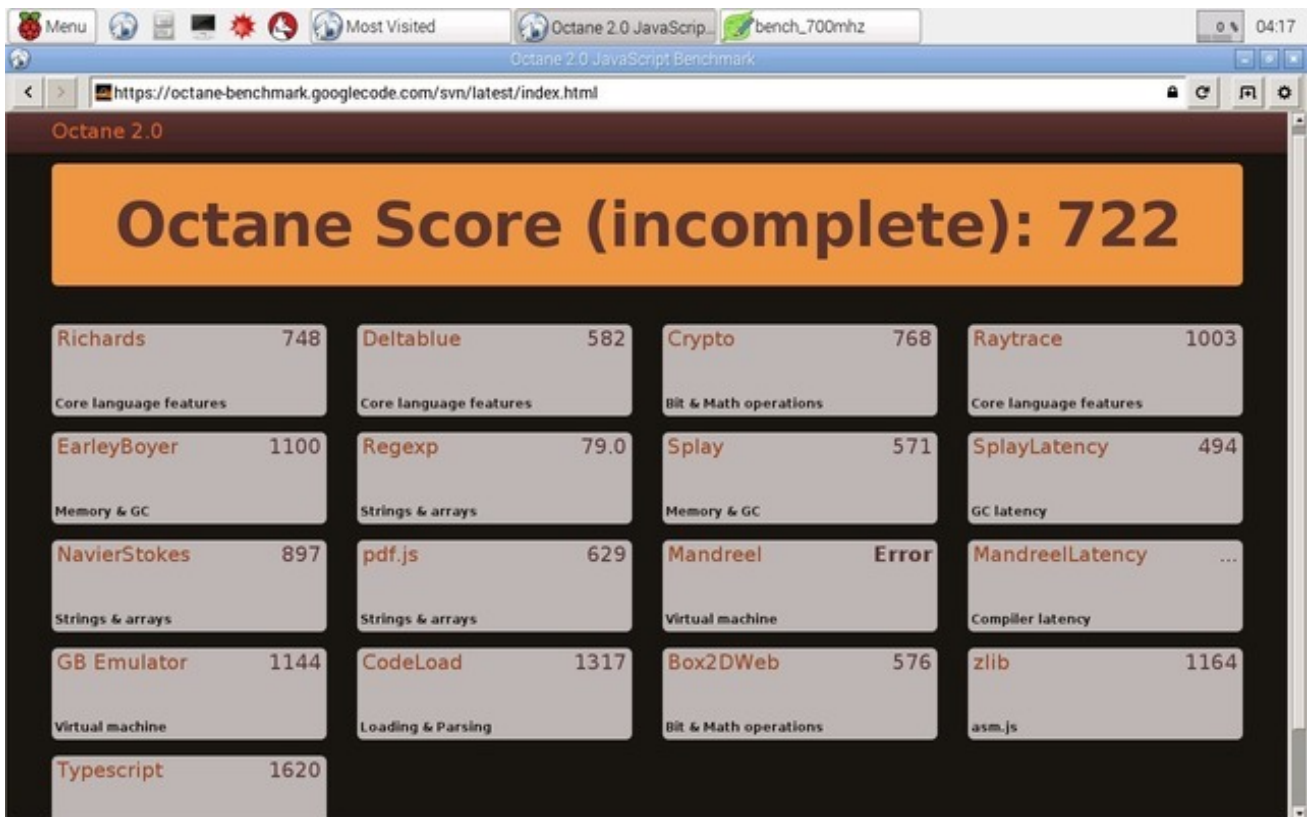 Menu Most Visited Octane 2.0 JavaScrip... bench_700mhz 0 % 04:17
Octane 2.0 JavaScript Benchmark
https://octane-benchmark.googlecode.com/svn/latest/index.html
Octane 2.0
Octane Score (incomplete): 722
Richards 748 Deltablue 582 Crypto 768 Raytrace 1003
Core language features Core language features Bit & Math operations Core language features
EarleyBoyer 1100 Regexp 79.0 Splay 571 SplayLatency 494
Memory & GC Strings & arrays Memory & GC GC latency
NavierStokes 897 pdf.js 629 Mandreel Error MandreelLatency ...
Strings & arrays Strings & arrays Virtual machine Compiler latency
GB Emulator 1144 CodeLoad 1317 Box2DWeb 576 zlib 1164
Virtual machine Loading & Parsing Bit & Math operations asm.js
Typescript 1620